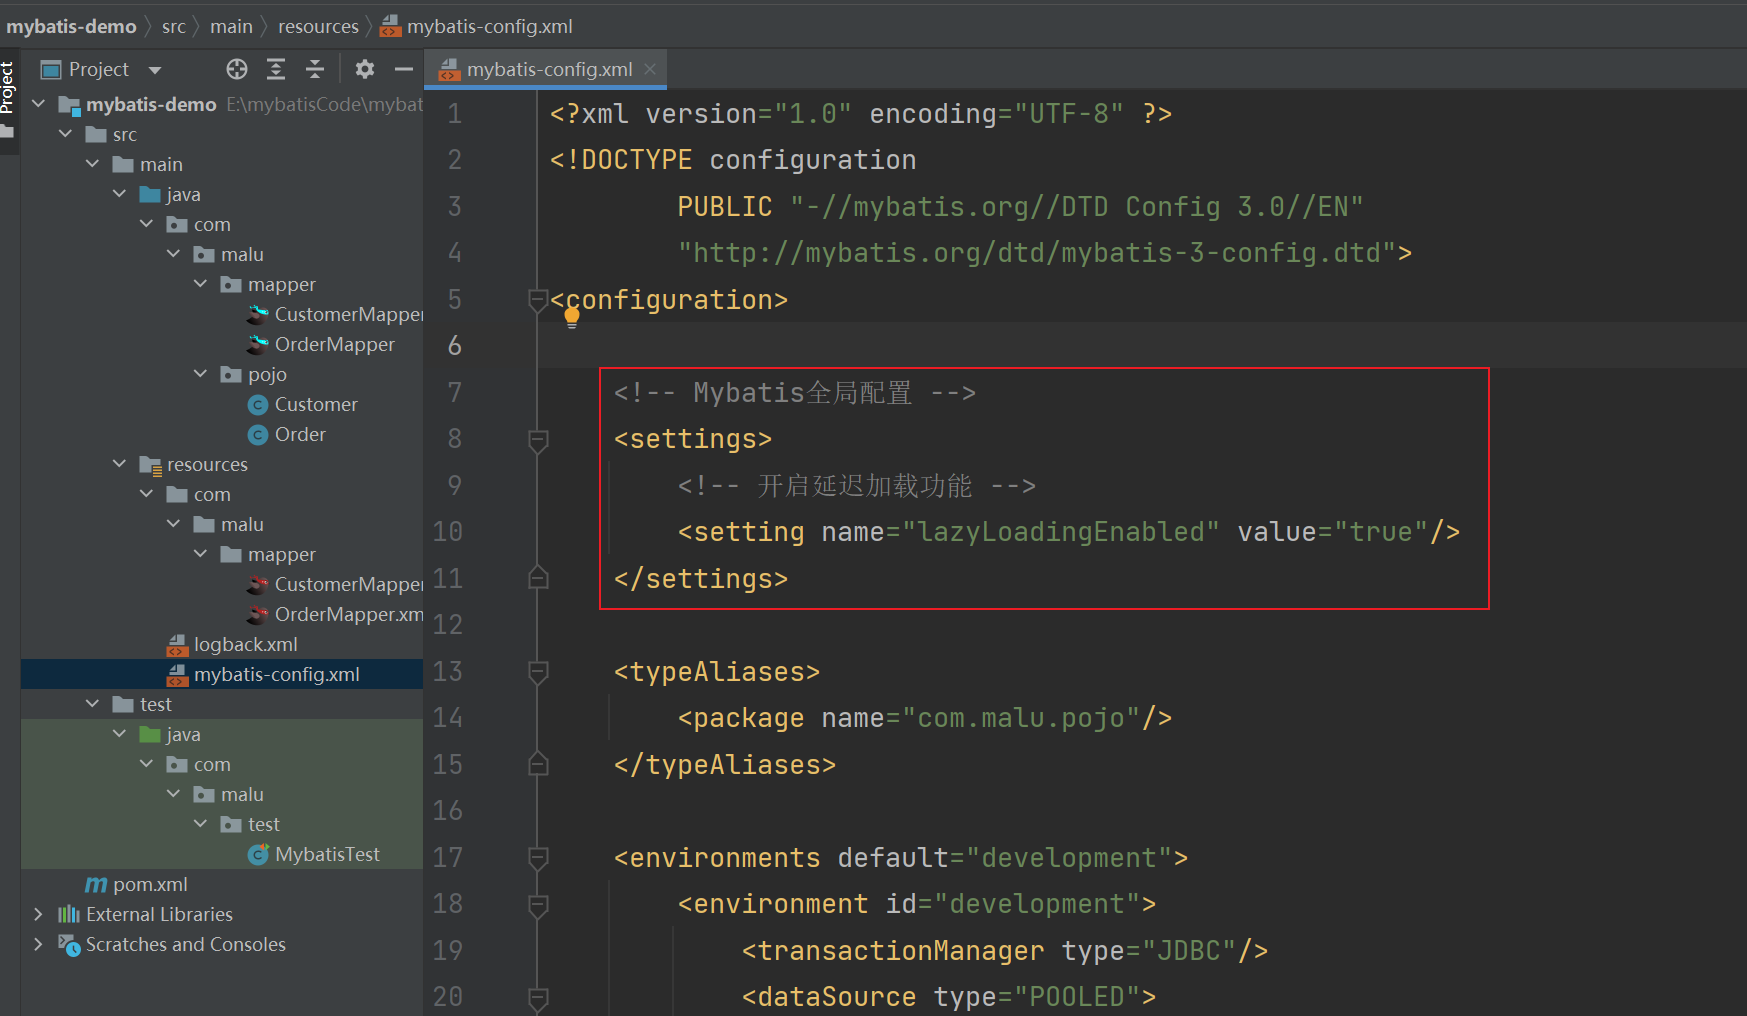 mybatis-demo src main resources mybatis-config.xml
Project
Project
mybatis-config.xml
mybatis-demo E:\mybatisCode\mybat
src
main
java
com
malu
mapper
CustomerMapper
OrderMapper
pojo
Customer
Order
resources
com
malu
mapper
CustomerMapper
OrderMapper.xm
logback.xml
mybatis-config.xml
test
java
com
malu
test
MybatisTest
pom.xml
External Libraries
Scratches and Consoles
1 <?xml version="1.0" encoding="UTF-8" ?>
2 <!DOCTYPE configuration
3 PUBLIC "-//mybatis.org//DTD Config 3.0//EN"
4 "http://mybatis.org/dtd/mybatis-3-config.dtd">
5 <configuration>
6
7 <!-- Mybatis全局配置 -->
8 <settings>
9 <!-- 开启延迟加载功能 -->
10 <setting name="lazyLoadingEnabled" value="true"/>
11 </settings>
12
13 <typeAliases>
14 <package name="com.malu.pojo"/>
15 </typeAliases>
16
17 <environments default="development">
18 <environment id="development">
19 <transactionManager type="JDBC"/>
20 <dataSource type="POOLED">